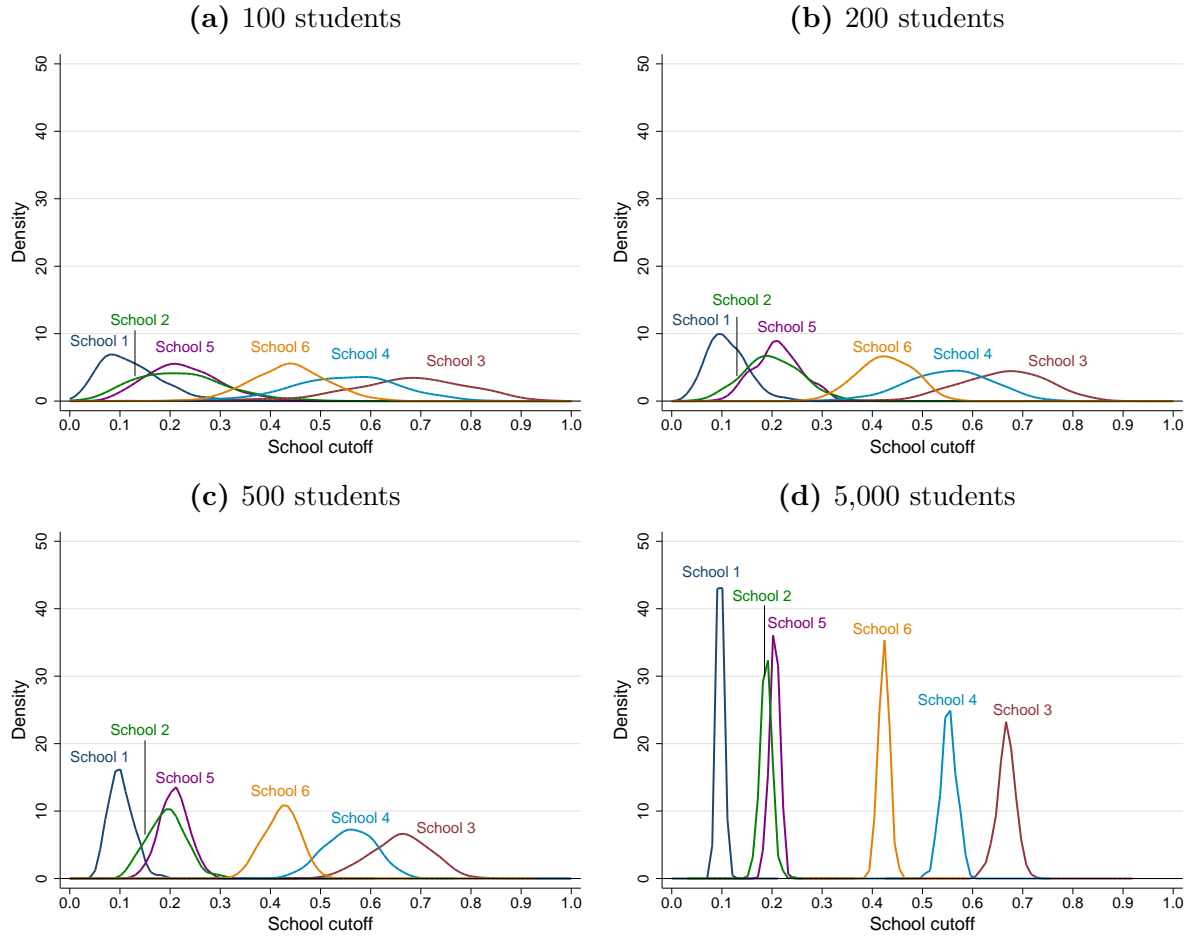 (a) 100 students
50
40
30
20
10
0
Density
School 1
School 2
School 5
School 6
School 4
School 3
0.0 0.1 0.2 0.3 0.4 0.5 0.6 0.7 0.8 0.9 1.0
School cutoff
(b) 200 students
50
40
30
20
10
0
Density
School 1
School 2
School 5
School 6
School 4
School 3
0.0 0.1 0.2 0.3 0.4 0.5 0.6 0.7 0.8 0.9 1.0
School cutoff
(c) 500 students
50
40
30
20
10
0
Density
School 1
School 2
School 5
School 6
School 4
School 3
0.0 0.1 0.2 0.3 0.4 0.5 0.6 0.7 0.8 0.9 1.0
School cutoff
(d) 5,000 students
50
40
30
20
10
0
Density
School 1
School 2
School 5
School 6
School 4
School 3
0.0 0.1 0.2 0.3 0.4 0.5 0.6 0.7 0.8 0.9 1.0
School cutoff